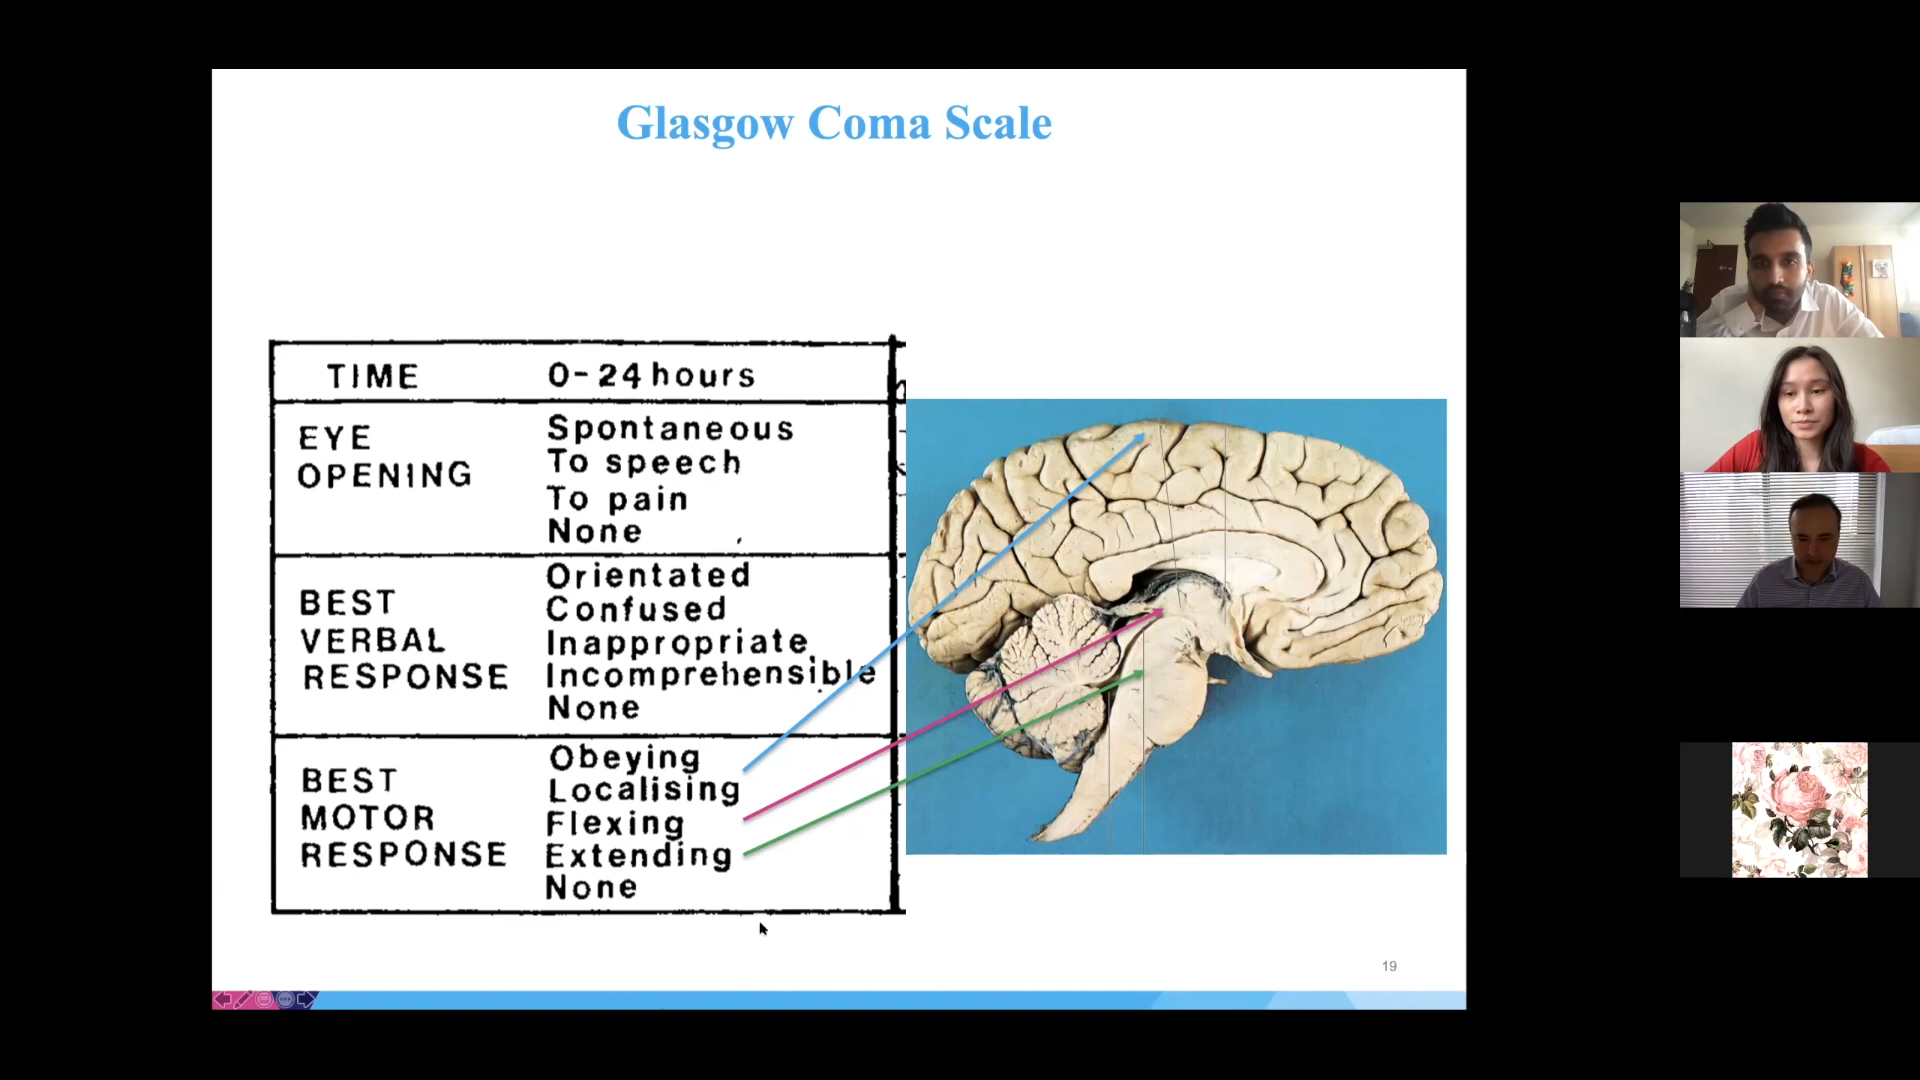 Glasgow Coma Scale
TIME
0-24 hours
EYE
OPENING
Spontaneous
To speech
To pain
None
BEST
VERBAL
RESPONSE
Orientated
Confused
Inappropriate
Incomprehensible
None
BEST
MOTOR
RESPONSE
Obeying
Localising
Flexing
Extending
None
19